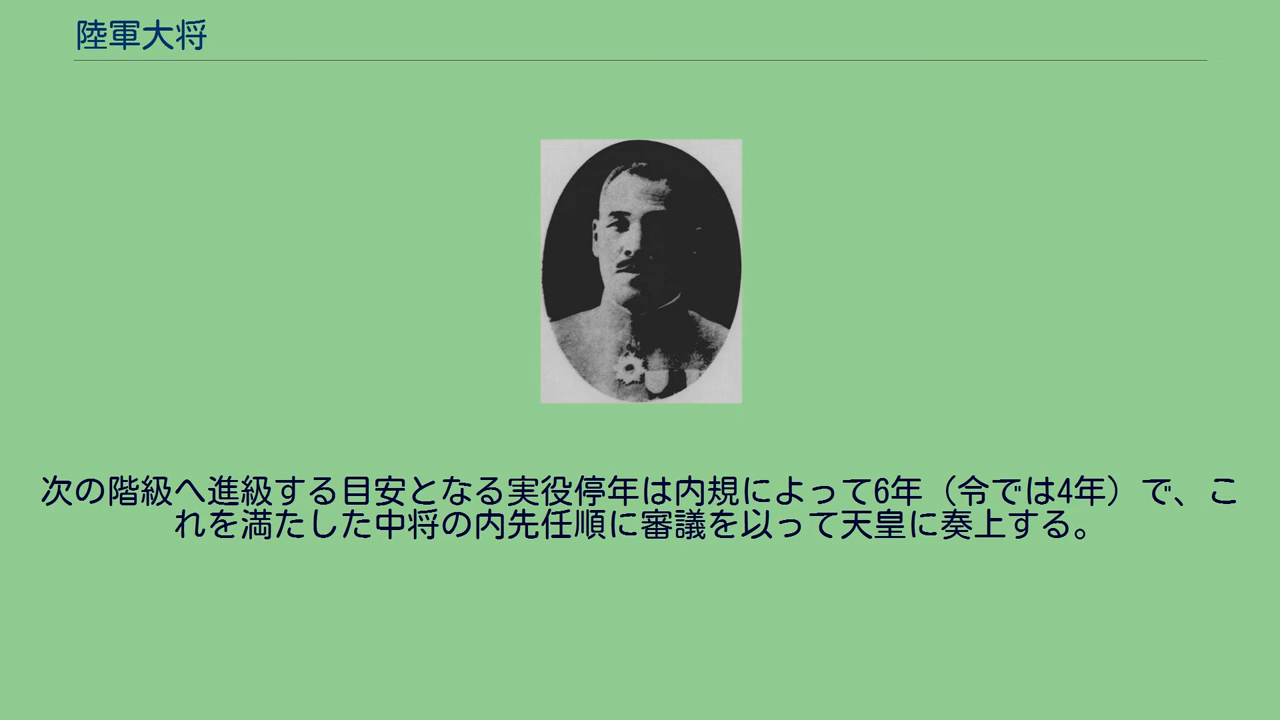 陸軍大将
次の階級へ進級する目安となる実役停年は内規によって6年（令では4年）で、こ
れを満たした中将の内先任順に審議を以って天皇に奏上する。